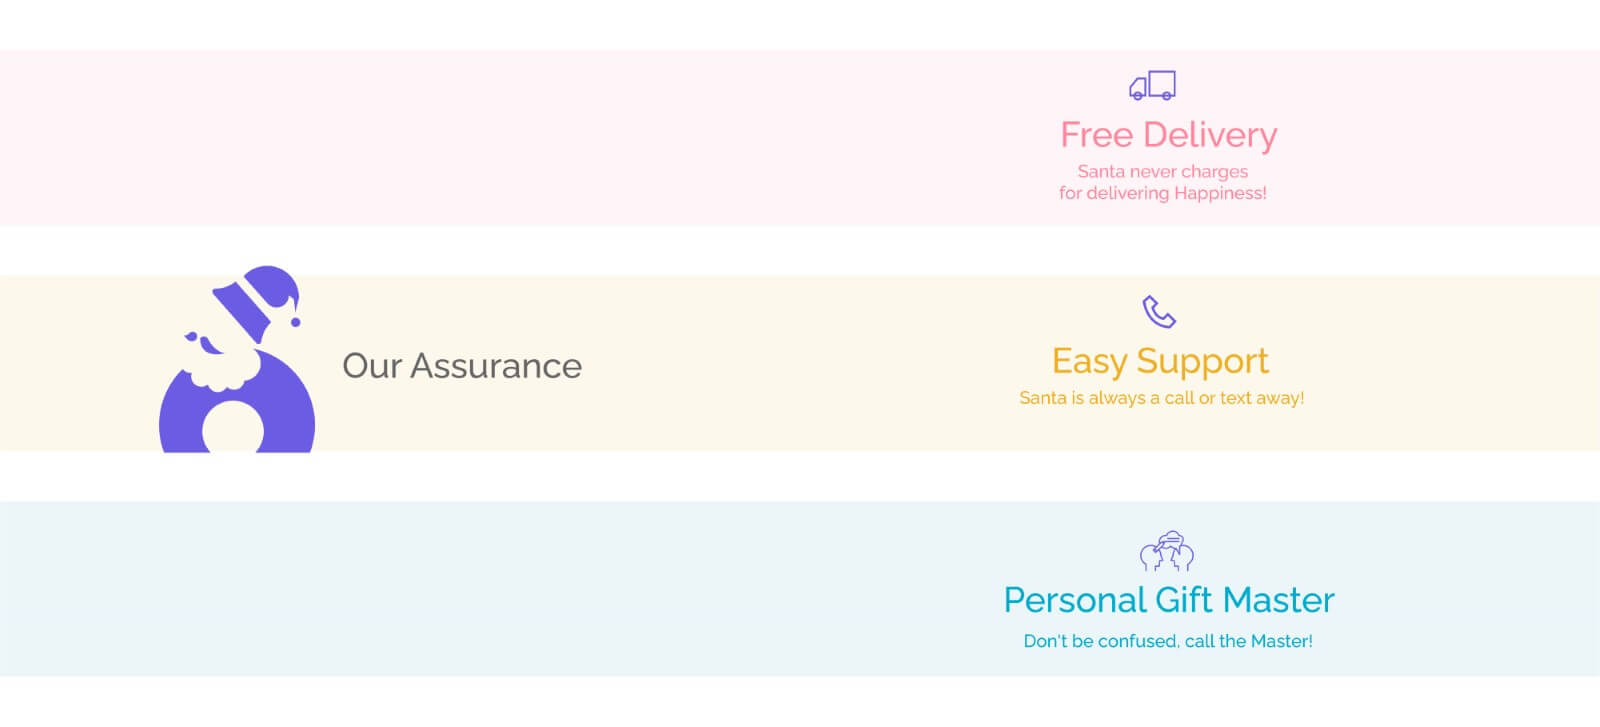 Free Delivery
Santa never charges
for delivering Happiness!
Our Assurance
Easy Support
Santa is always a call or text away!
Personal Gift Master
Don't be confused, call the Master!